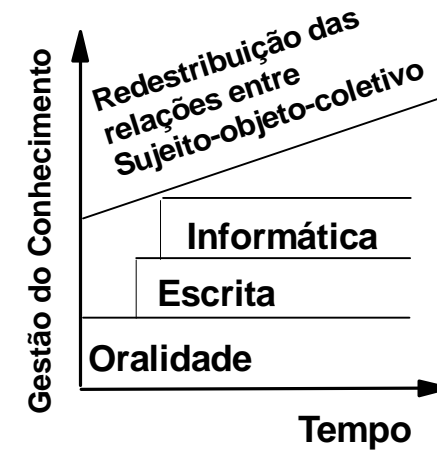 Redestribuição das
relações entre
Sujeito-objeto-coletivo
Gestão do Conhecimento
Informática
Escrita
Oralidade
Tempo